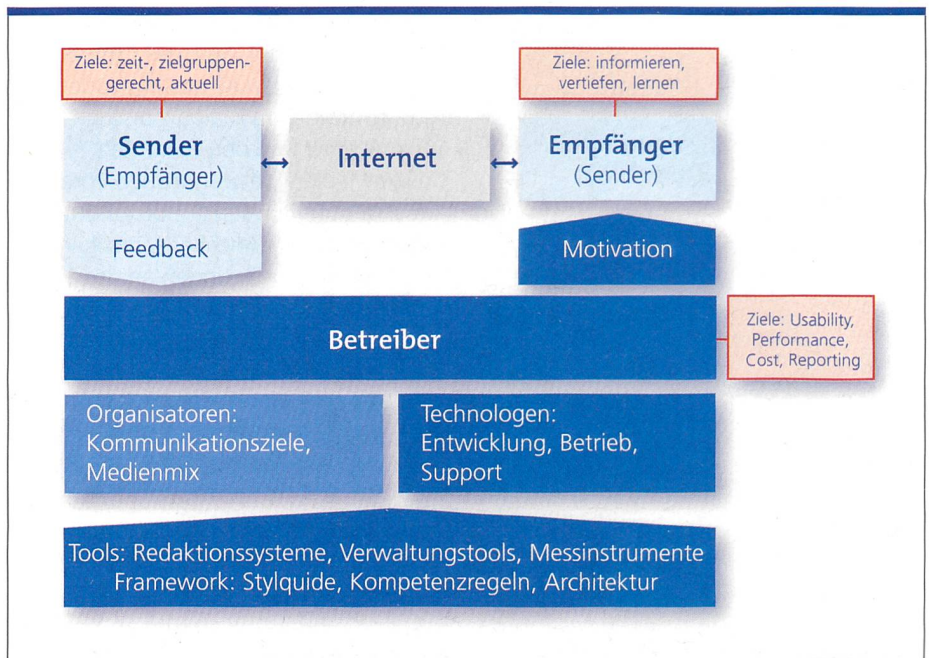 Ziele: zeit-, zielgruppen-
gerecht, aktuell
Ziele: informieren,
vertiefen, lernen
Sender
(Empfänger)
Internet
Empfänger
(Sender)
Feedback
Motivation
Betreiber
Ziele: Usability,
Performance,
Cost, Reporting
Organisatoren:
Kommunikationsziele,
Medienmix
Technologen:
Entwicklung, Betrieb,
Support
Tools: Redaktionssysteme, Verwaltungstools, Messinstrumente
Framework: Stylquide, Kompetenzregeln, Architektur